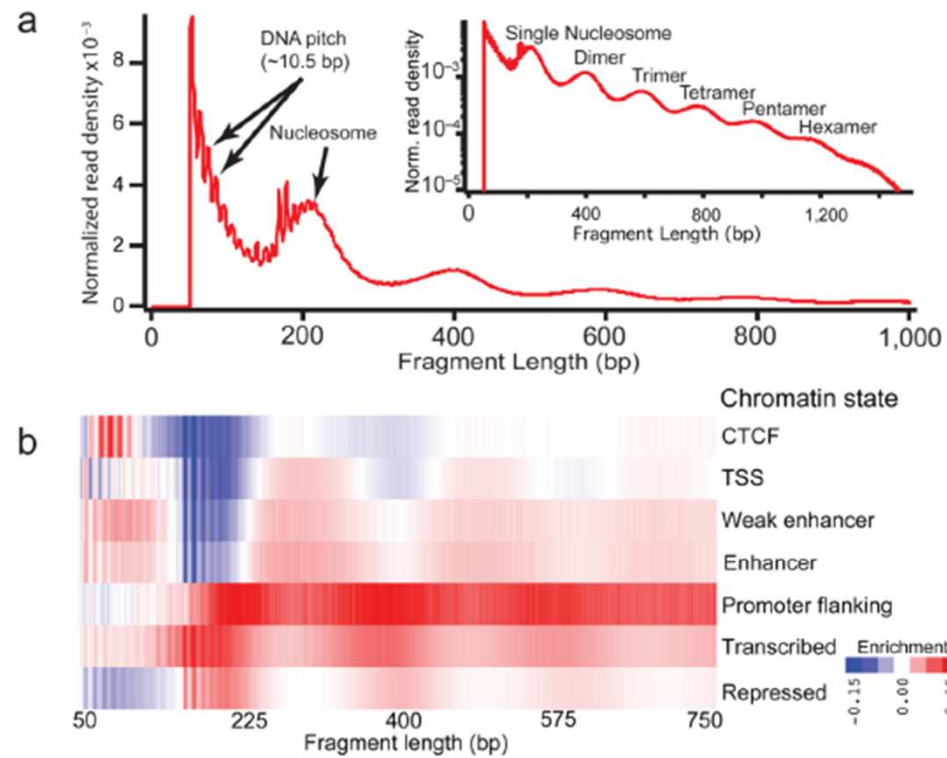 a
Normalized read density x10⁻³
8
6
4
2
0
DNA pitch
(~10.5 bp)
Nucleosome
0 200 400 600 800 1,000
Fragment Length (bp)
Norm. read density
10⁻³
10⁻⁴
10⁻⁵
Single Nucleosome
Dimer
Trimer
Tetramer
Pentamer
Hexamer
0 400 800 1,200
Fragment Length (bp)
b
Chromatin state
CTCF
TSS
Weak enhancer
Enhancer
Promoter flanking
Transcribed
Repressed
50 225 400 575 750
Fragment length (bp)
Enrichment
-0.15
0.00